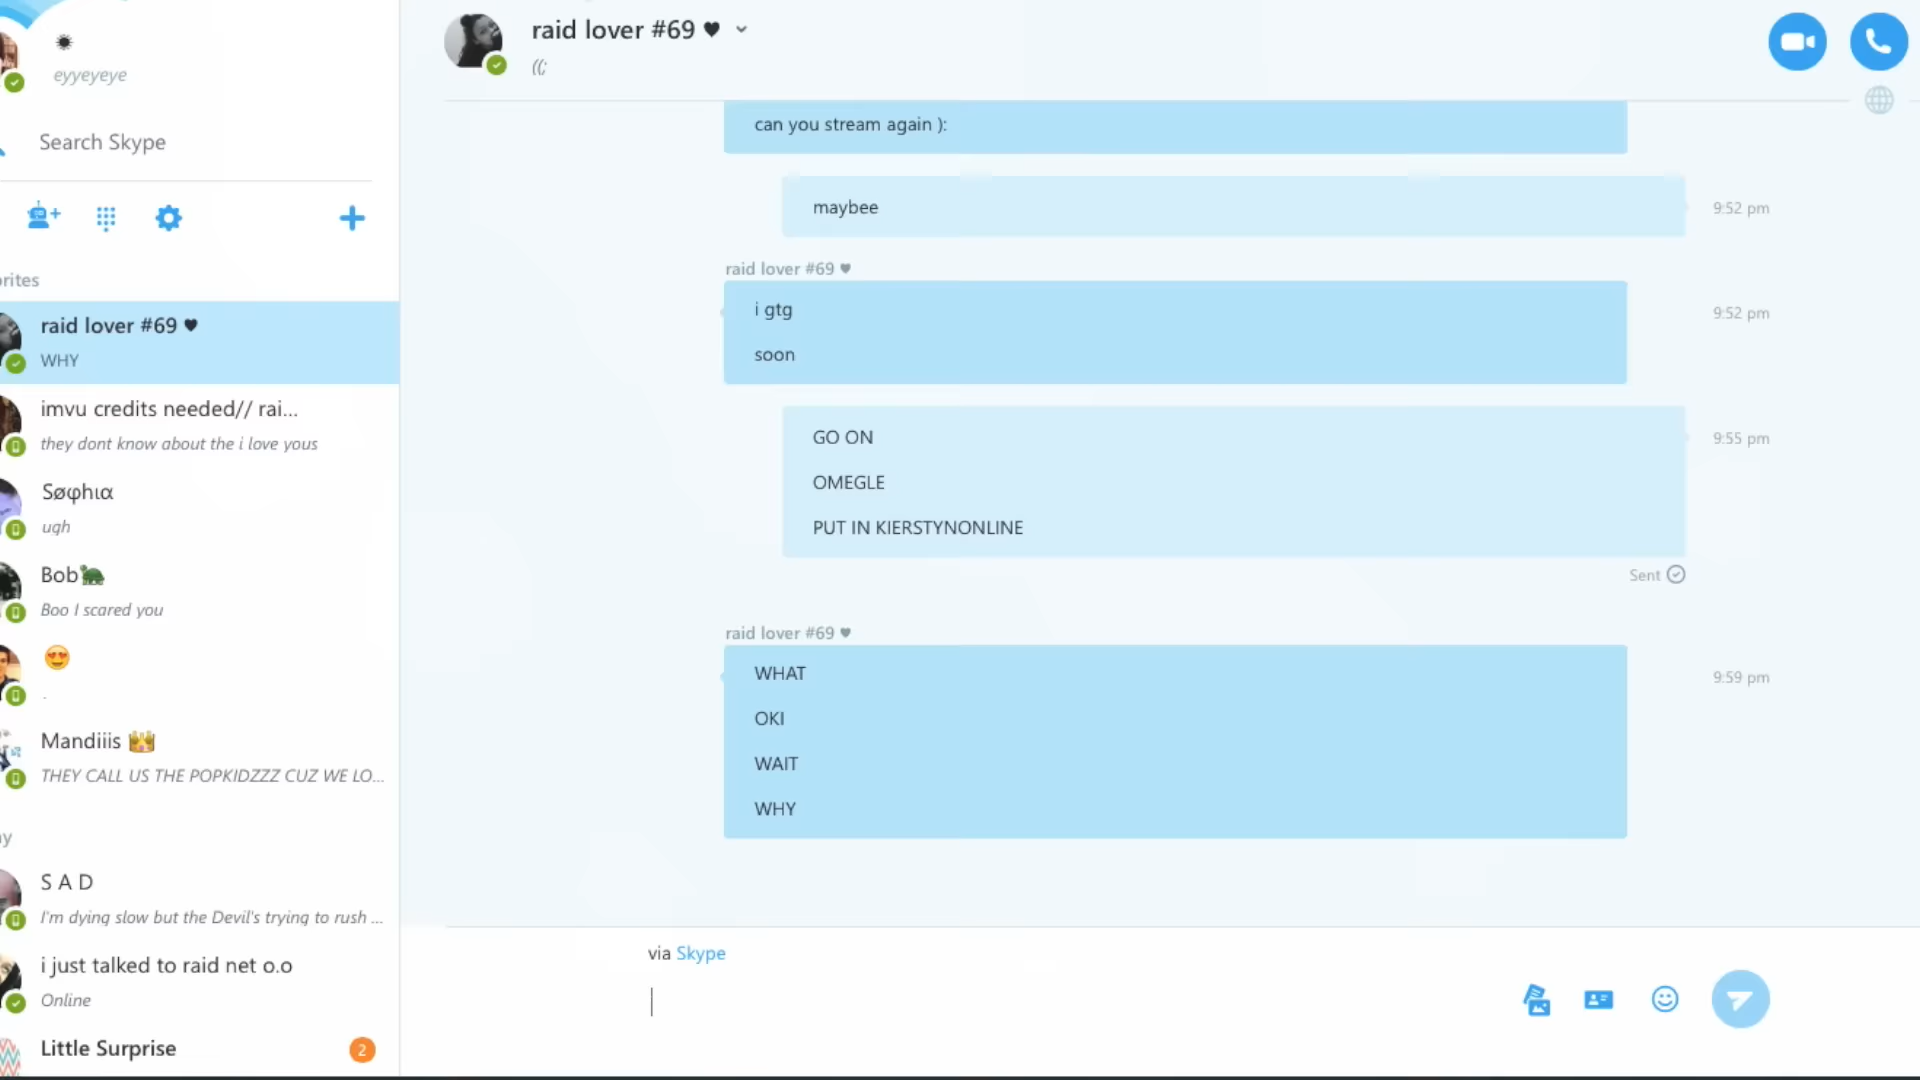 eyyeyeye
Search Skype
orites
raid lover #69 ♥
WHY
imvu credits needed// rai...
they dont know about the i love yous
Søφhια
ugh
Bob🐢
Boo I scared you
😍
.
Mandiiis 👑
THEY CALL US THE POPKIDZZZ CUZ WE LO...
ay
S A D
I'm dying slow but the Devil's trying to rush ...
i just talked to raid net o.o
Online
Little Surprise
2
raid lover #69 ♥
((;
can you stream again ):
maybee
9:52 pm
raid lover #69 ♥
i gtg
9:52 pm
soon
GO ON
9:55 pm
OMEGLE
PUT IN KIERSTYNONLINE
Sent
raid lover #69 ♥
WHAT
9:59 pm
OKI
WAIT
WHY
via Skype